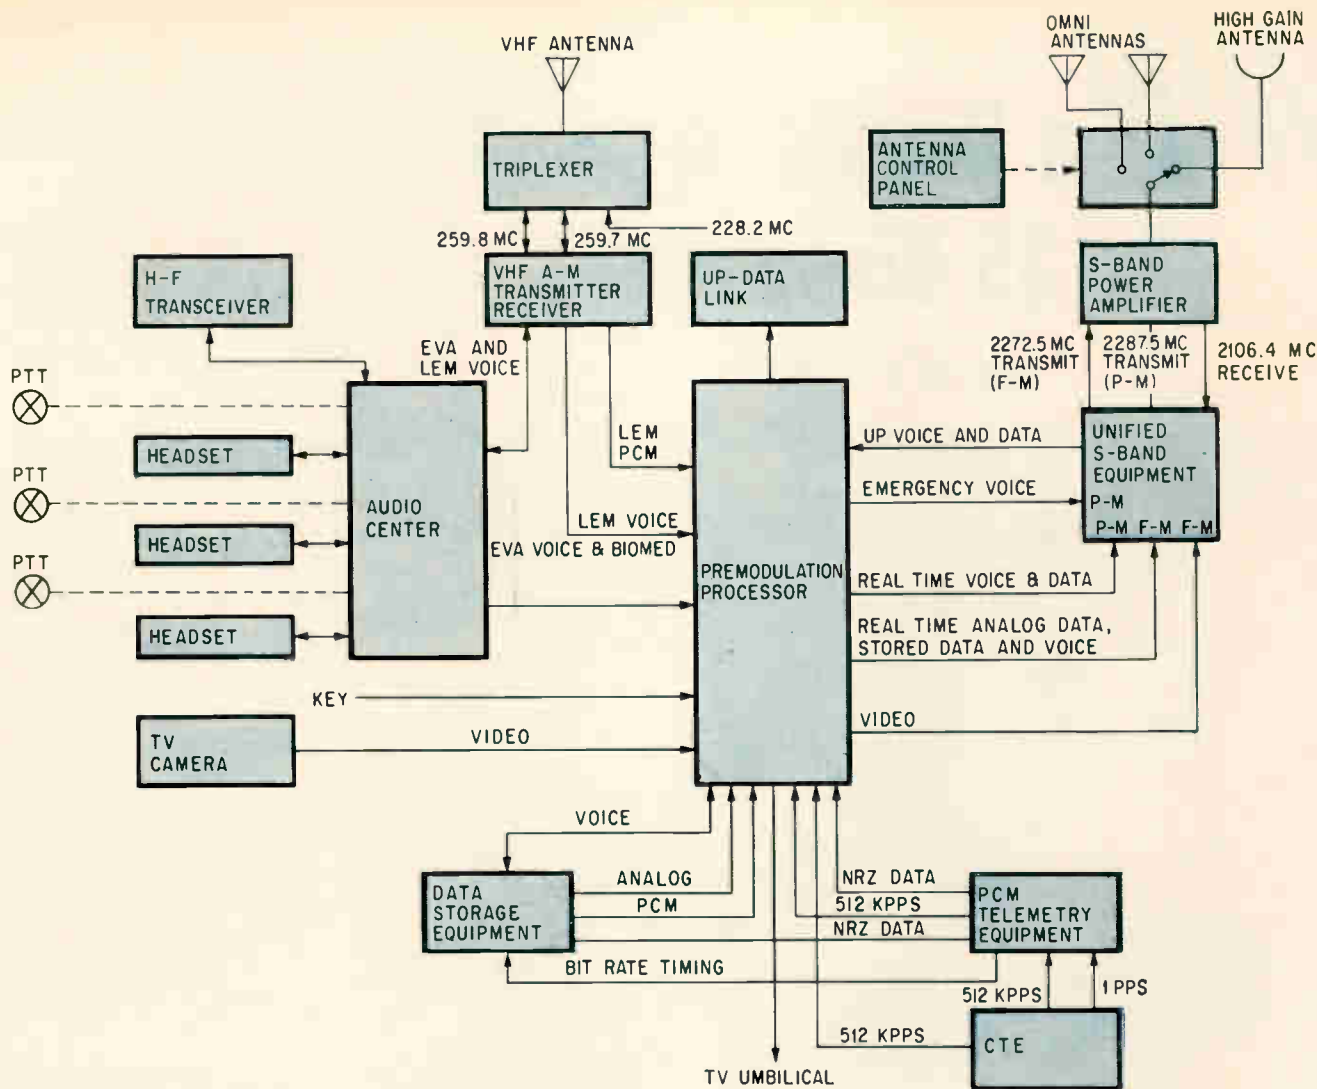 VHF ANTENNA
OMNI
ANTENNAS
HIGH GAIN
ANTENNA
TRIPLEXER
ANTENNA
CONTROL
PANEL
259.8 MC
259.7 MC
228.2 MC
H-F
TRANSCEIVER
VHF A-M
TRANSMITTER
RECEIVER
UP-DATA
LINK
S-BAND
POWER
AMPLIFIER
EVA AND
LEM VOICE
2272.5 MC
TRANSMIT
(F-M)
2287.5 MC
TRANSMIT
(P-M)
2106.4 MC
RECEIVE
PTT
HEADSET
PTT
HEADSET
PTT
HEADSET
AUDIO
CENTER
LEM
PCM
LEM VOICE
EVA VOICE & BIOMED
PREMODULATION
PROCESSOR
UP VOICE AND DATA
EMERGENCY VOICE
UNIFIED
S-BAND
EQUIPMENT
P-M
P-M F-M F-M
REAL TIME VOICE & DATA
REAL TIME ANALOG DATA,
STORED DATA AND VOICE
VIDEO
KEY
TV
CAMERA
VIDEO
VOICE
DATA
STORAGE
EQUIPMENT
ANALOG
PCM
NRZ DATA
512 KPPS
NRZ DATA
BIT RATE TIMING
PCM
TELEMETRY
EQUIPMENT
512 KPPS
1 PPS
512 KPPS
CTE
TV UMBILICAL